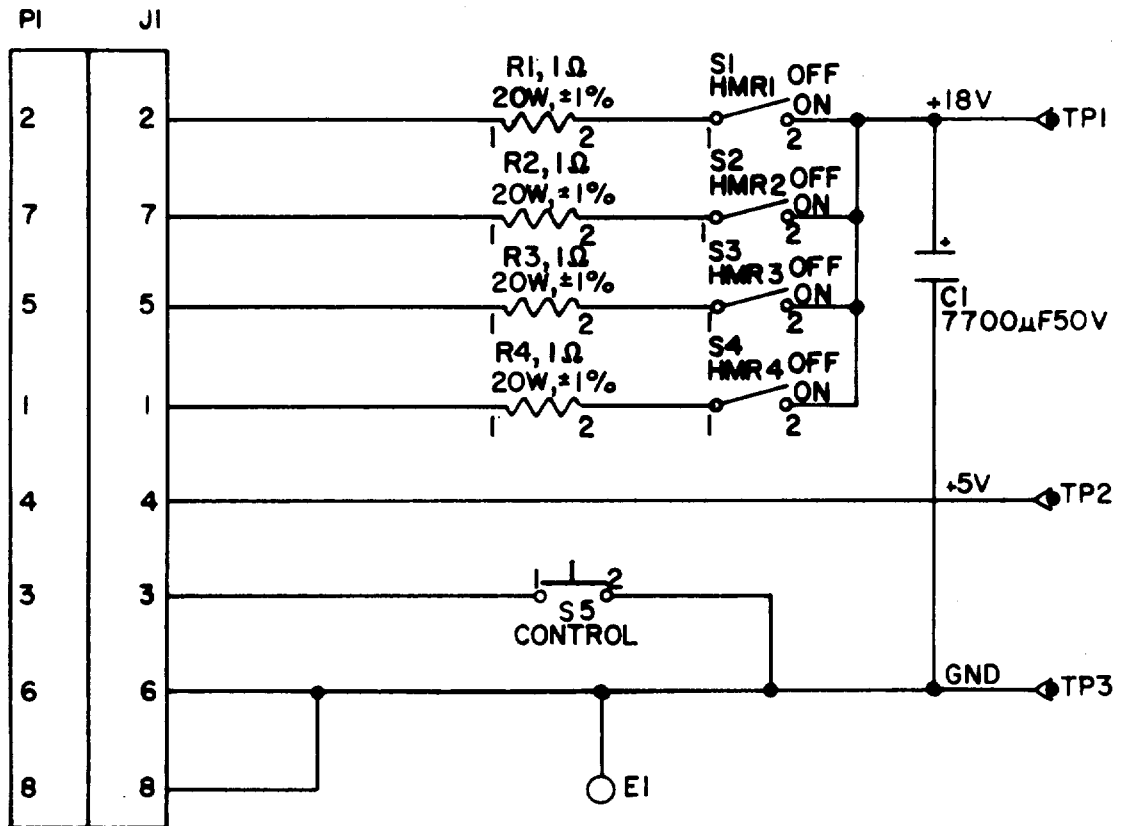 P1 J1
R1, 1Ω
20W, ±1%
S1
HMR1 OFF
ON
+18V
TP1
2 2
1 2 1 2
R2, 1Ω
20W, ±1%
S2
HMR2 OFF
ON
7 7
1 2 1 2
R3, 1Ω
20W, ±1%
S3
HMR3 OFF
ON
+
C1
7700µF50V
5 5
1 2 1 2
R4, 1Ω
20W, ±1%
S4
HMR4 OFF
ON
1 1
1 2 1 2
4 4
+5V
TP2
3 3
1 2
S5
CONTROL
6 6
GND
TP3
8 8
E1